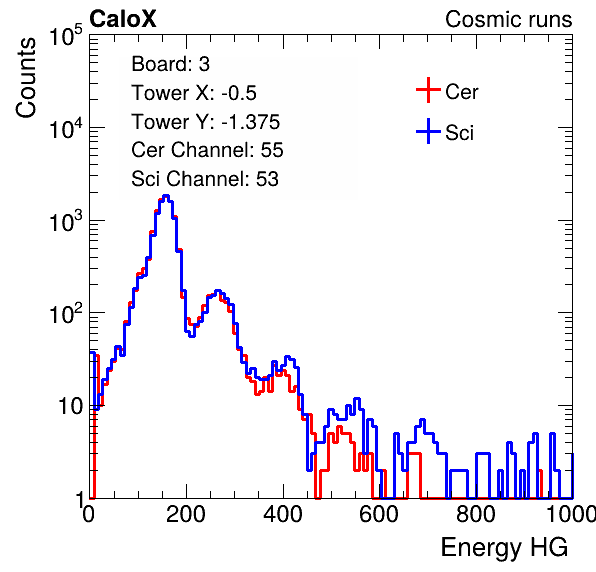 CaloX Cosmic runs
Counts
10^5
10^4
10^3
10^2
10
1
Board: 3
Tower X: -0.5
Tower Y: -1.375
Cer Channel: 55
Sci Channel: 53
Cer
Sci
0 200 400 600 800 1000
Energy HG